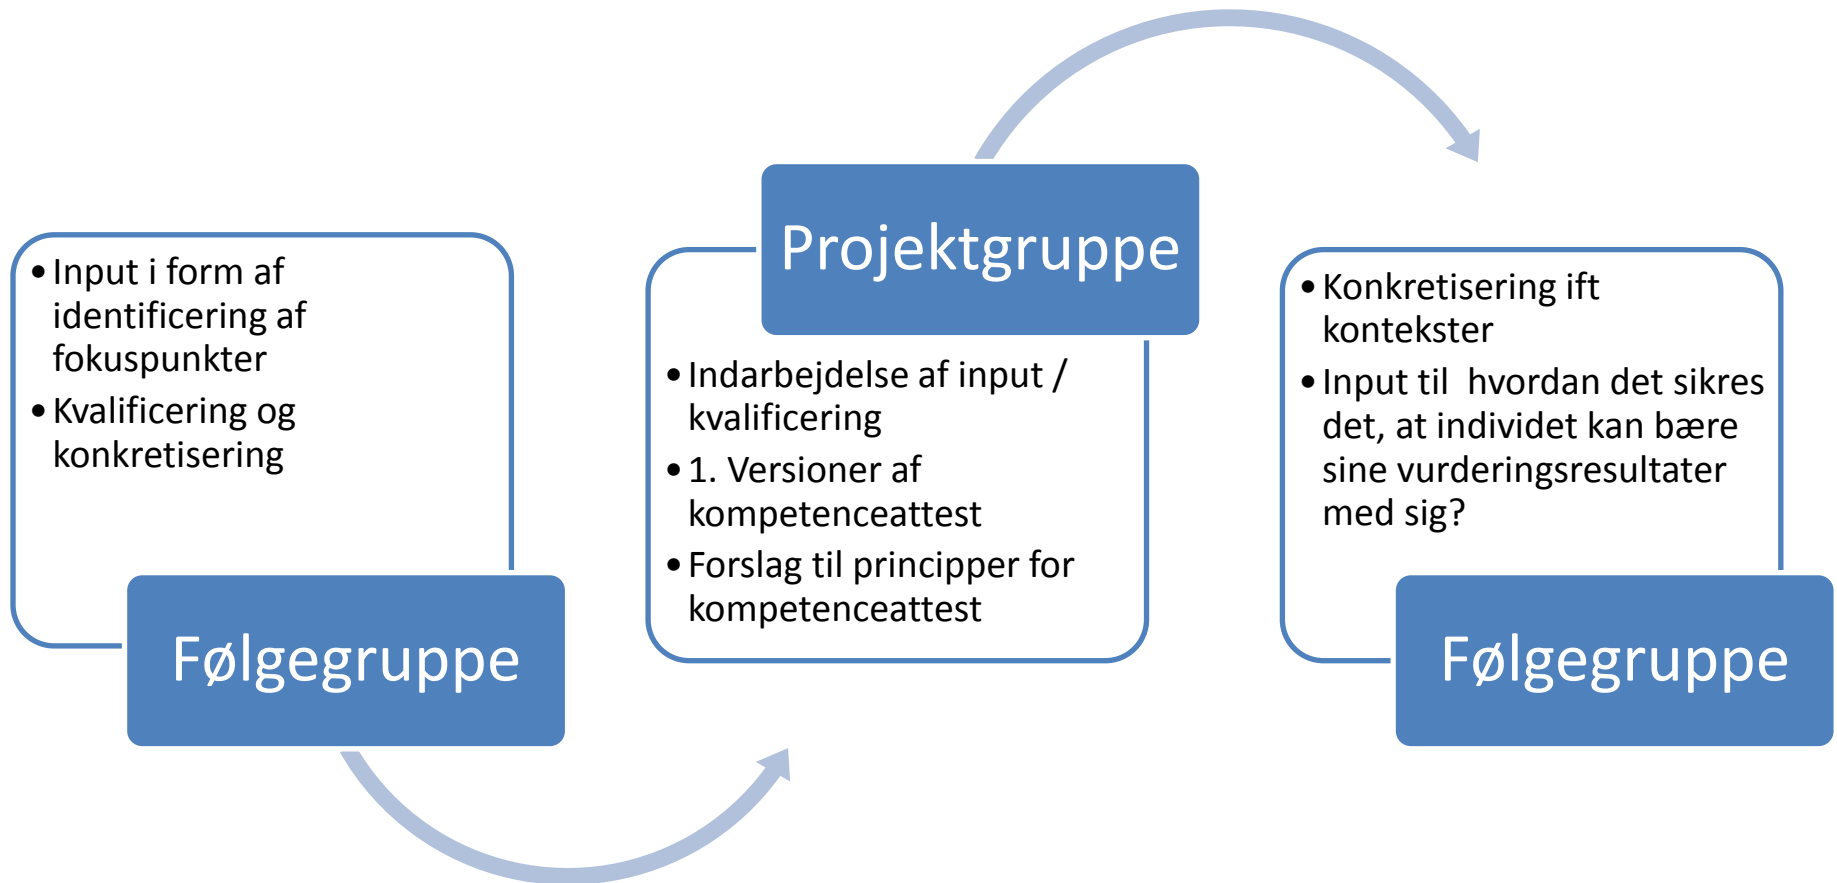 • Input i form af
identificering af
fokuspunkter
• Kvalificering og
konkretisering
Følgegruppe
Projektgruppe
• Indarbejdelse af input /
kvalificering
• 1. Versioner af
kompetenceattest
• Forslag til principper for
kompetenceattest
• Konkretisering ift
kontekster
• Input til  hvordan det sikres
det, at individet kan bære
sine vurderingsresultater
med sig?
Følgegruppe